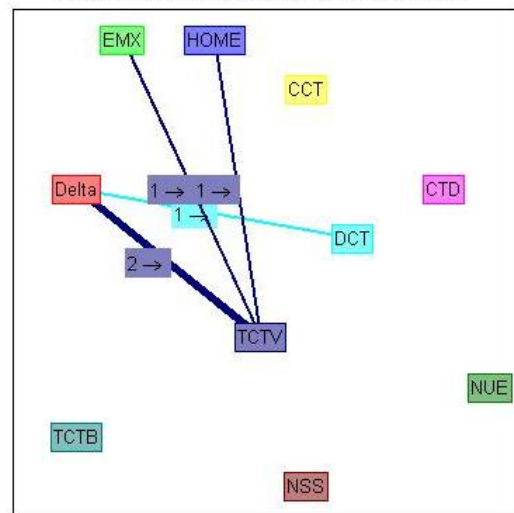 EMX HOME
CCT
Delta
1 → 1 →
CTD
1 →
DCT
2 →
TCTV
NUE
TCTB
NSS